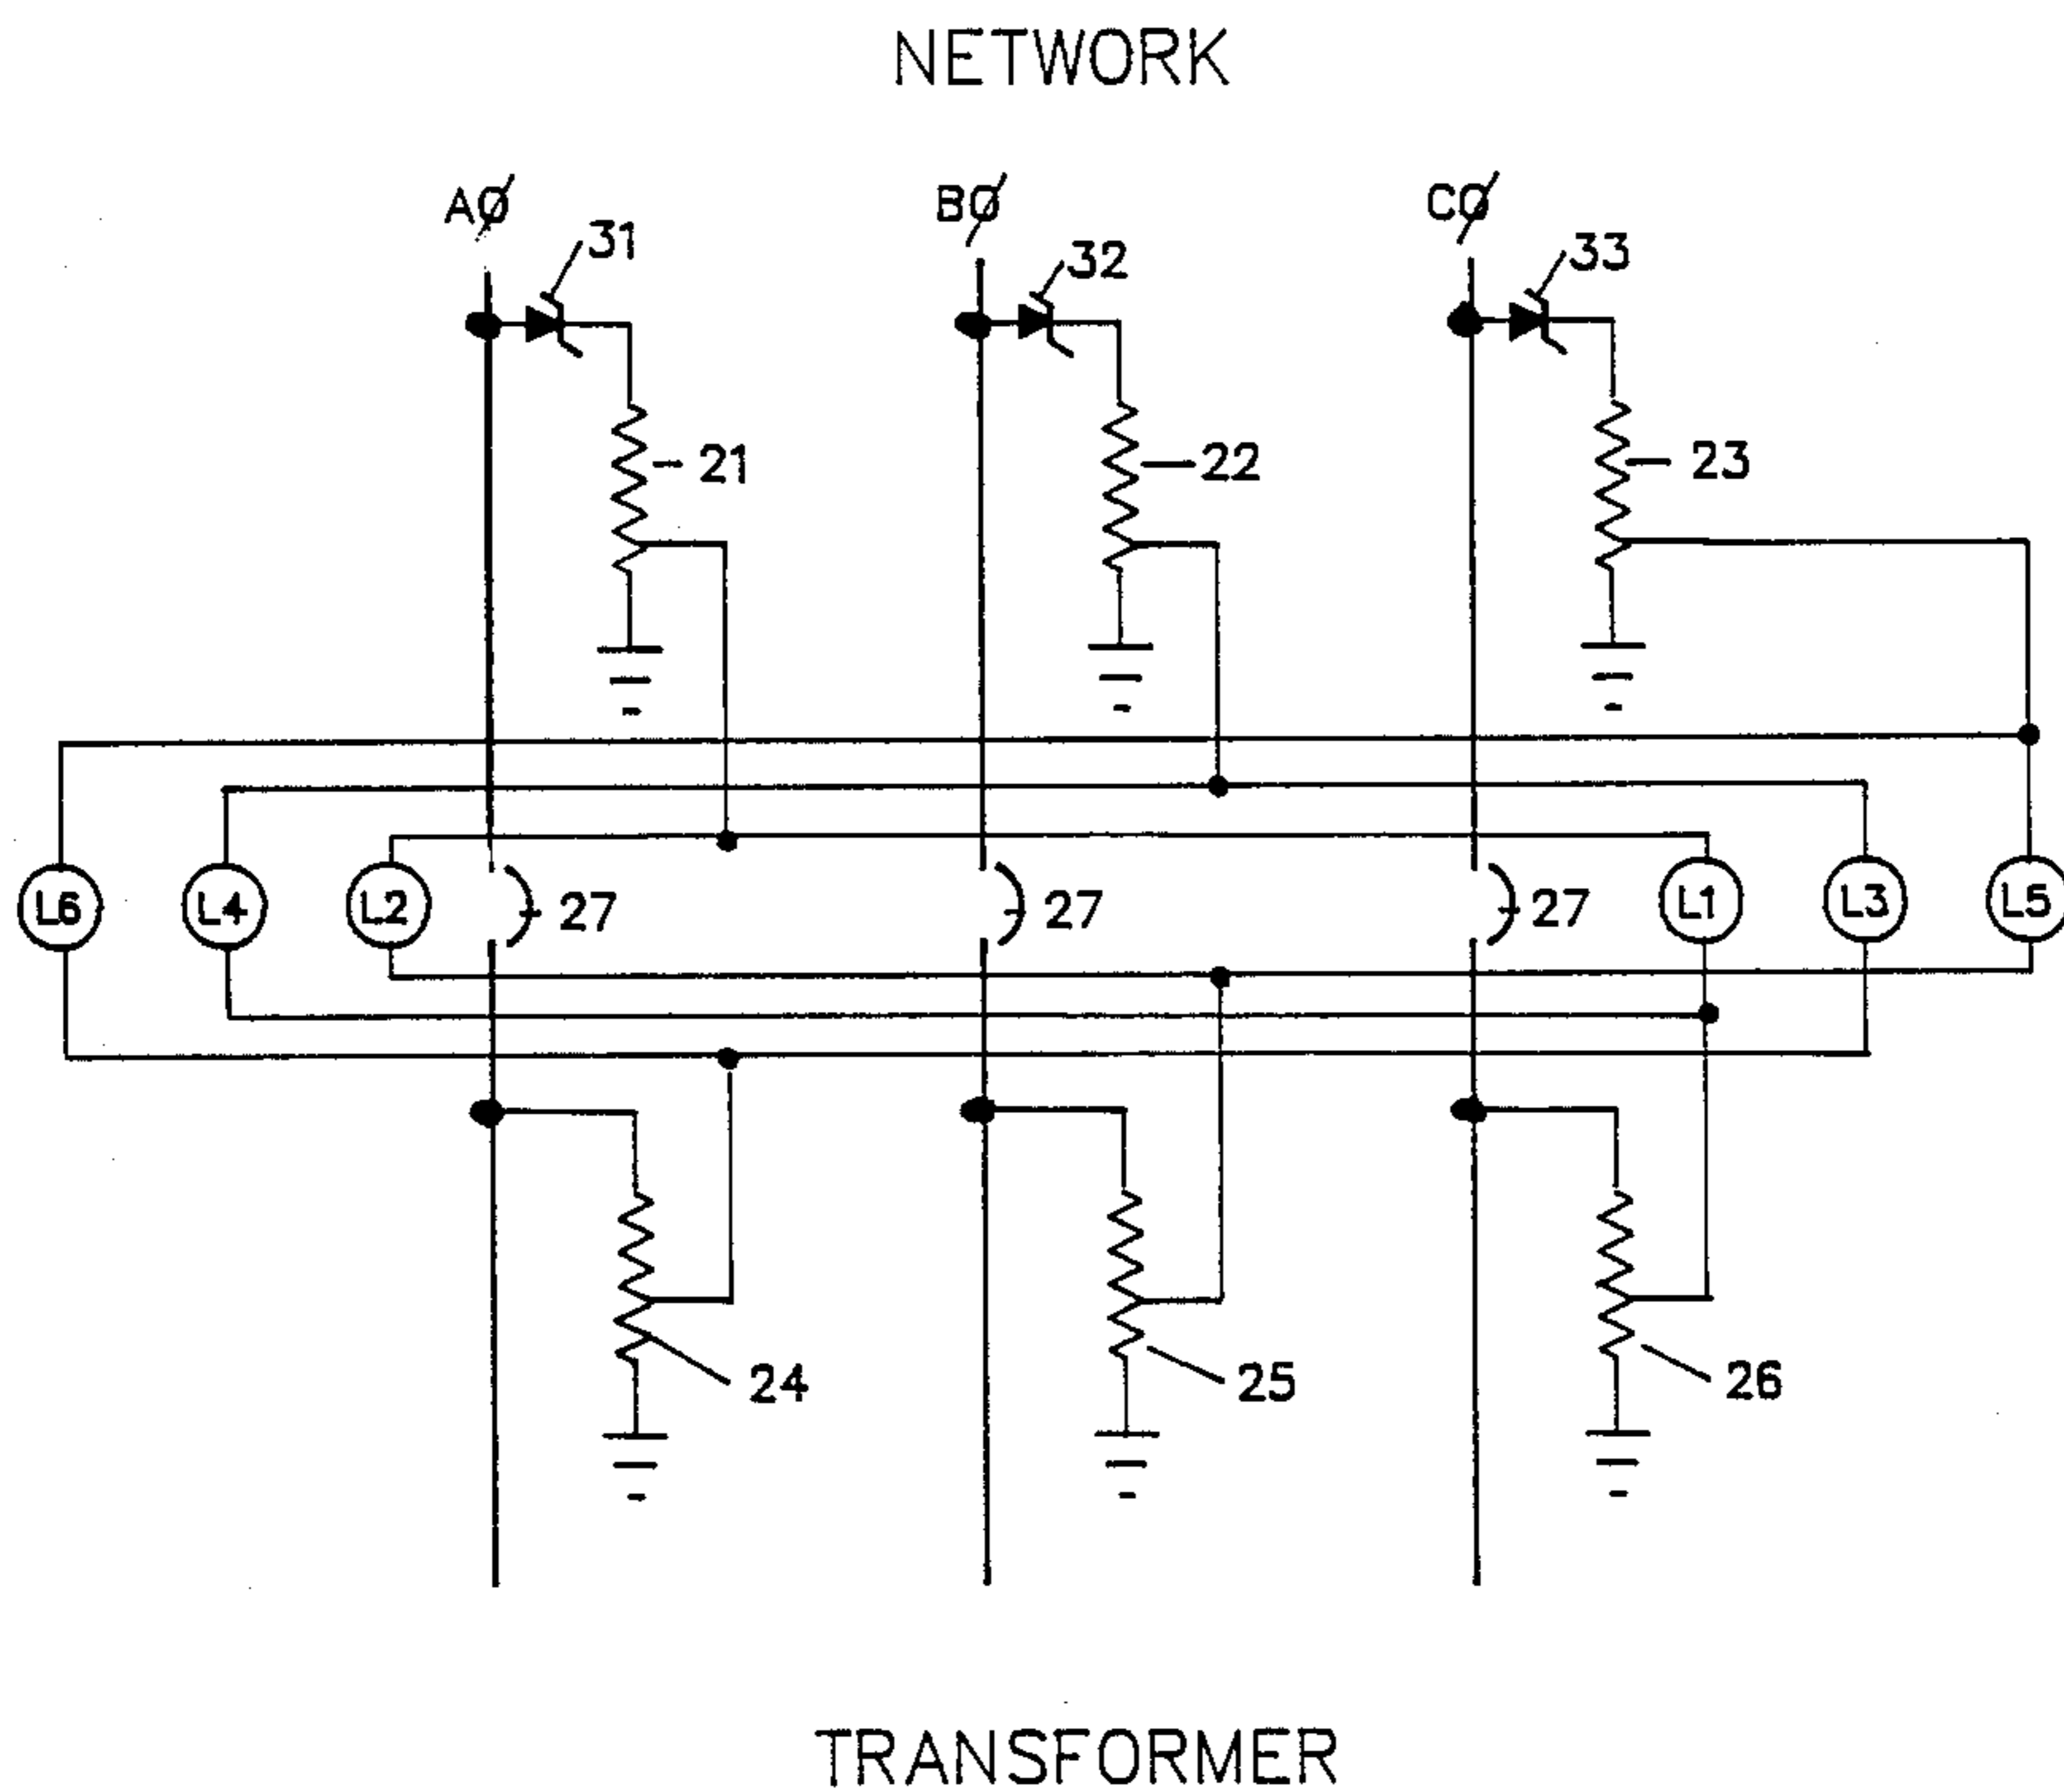 NETWORK
AØ BØ CØ
31 32 33
21 22 23
L6 L4 L2 27 27 27 L1 L3 L5
24 25 26
TRANSFORMER